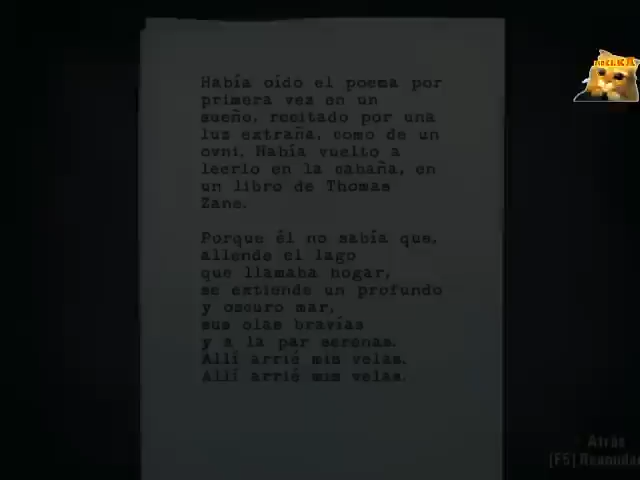 Había oído el poema por
primera vez en un
sueño, recitado por una
luz extraña, como de un
ovni. Había vuelto a
leerlo en la cabaña, en
un libro de Thomas
Zane.
Porque él no sabía que,
allende el lago
que llamaba hogar,
se extiende un profundo
y oscuro mar,
sus olas bravías
y a la par serenas.
Allí arrié mis velas.
Allí arrié mis velas.
Atrás
[F5] Reanudar